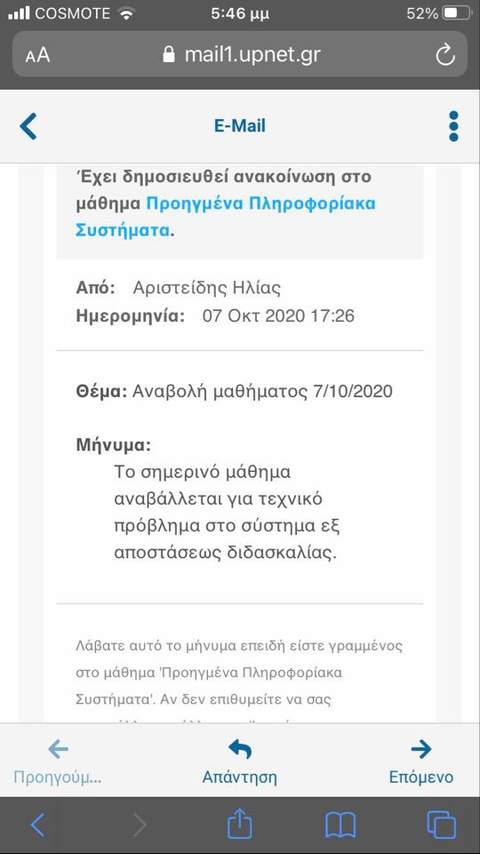 COSMOTE 5:46 μμ 52%
AA mail1.upnet.gr
E-Mail
Έχει δημοσιευθεί ανακοίνωση στο
μάθημα Προηγμένα Πληροφορίακα
Συστήματα.
Από: Αριστείδης Ηλίας
Ημερομηνία: 07 Οκτ 2020 17:26
Θέμα: Αναβολή μαθήματος 7/10/2020
Μήνυμα:
Το σημερινό μάθημα
αναβάλλεται για τεχνικό
πρόβλημα στο σύστημα εξ
αποστάσεως διδασκαλίας.
Λάβατε αυτό το μήνυμα επειδή είστε γραμμένος
στο μάθημα 'Προηγμένα Πληροφορίακα
Συστήματα'. Αν δεν επιθυμείτε να σας
Προηγούμ... Απάντηση Επόμενο